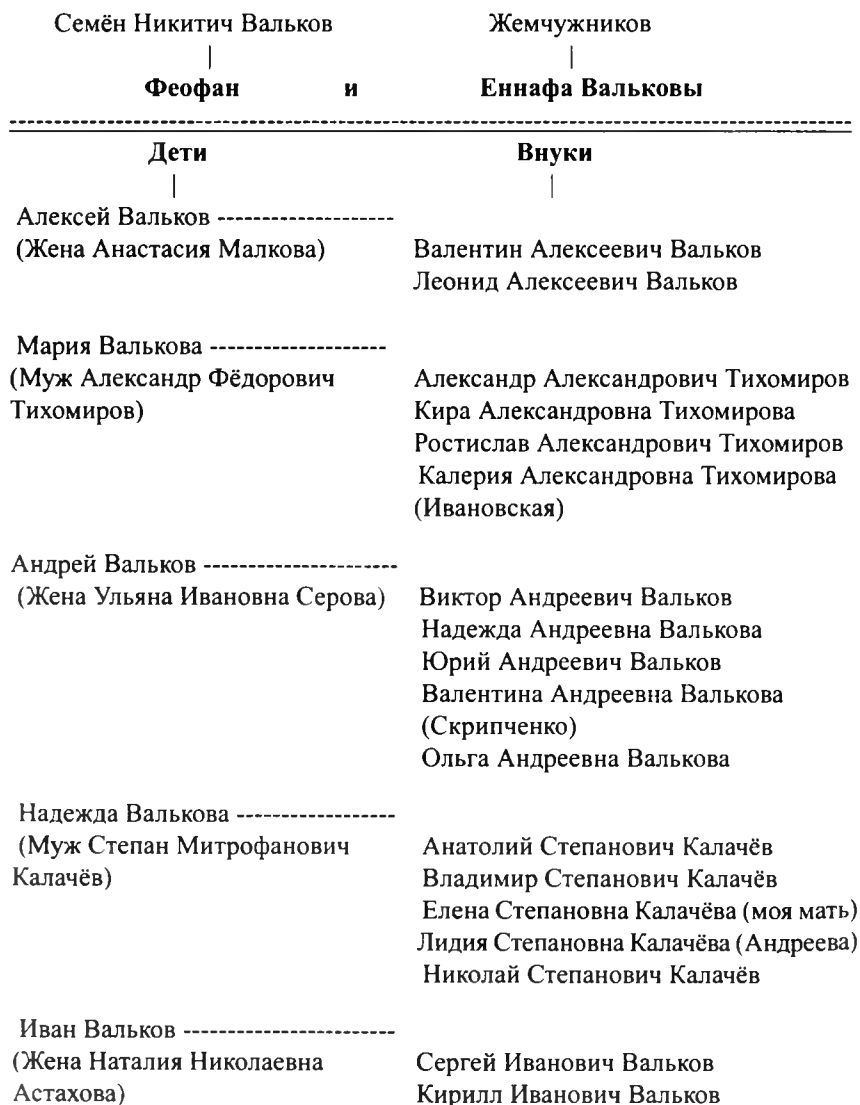 Семён Никитич Вальков Жемчужников
Феофан и Еннафа Вальковы
Дети Внуки
Алексей Вальков ---------------------
(Жена Анастасия Малкова) Валентин Алексеевич Вальков
Леонид Алексеевич Вальков
Мария Валькова ---------------------
(Муж Александр Фёдорович Александр Александрович Тихомиров
Тихомиров) Кира Александровна Тихомирова
Ростислав Александрович Тихомиров
Калерия Александровна Тихомирова
(Ивановская)
Андрей Вальков -----------------------
(Жена Ульяна Ивановна Серова) Виктор Андреевич Вальков
Надежда Андреевна Валькова
Юрий Андреевич Вальков
Валентина Андреевна Валькова
(Скрипченко)
Ольга Андреевна Валькова
Надежда Валькова -------------------
(Муж Степан Митрофанович Анатолий Степанович Калачёв
Калачёв) Владимир Степанович Калачёв
Елена Степановна Калачёва (моя мать)
Лидия Степановна Калачёва (Андреева)
Николай Степанович Калачёв
Иван Вальков -------------------------
(Жена Наталия Николаевна Сергей Иванович Вальков
Астахова) Кирилл Иванович Вальков